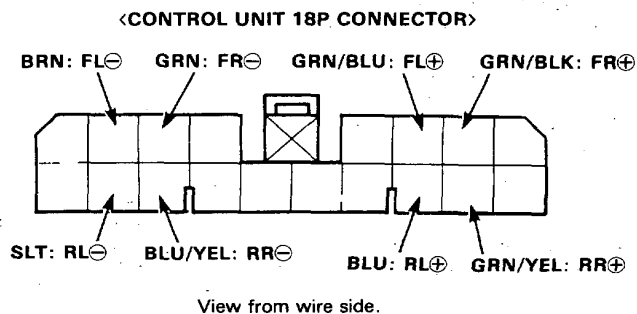 <CONTROL UNIT 18P CONNECTOR>
BRN: FL⊖ GRN: FR⊖ GRN/BLU: FL⊕ GRN/BLK: FR⊕
SLT: RL⊖ BLU/YEL: RR⊖ BLU: RL⊕ GRN/YEL: RR⊕
View from wire side.